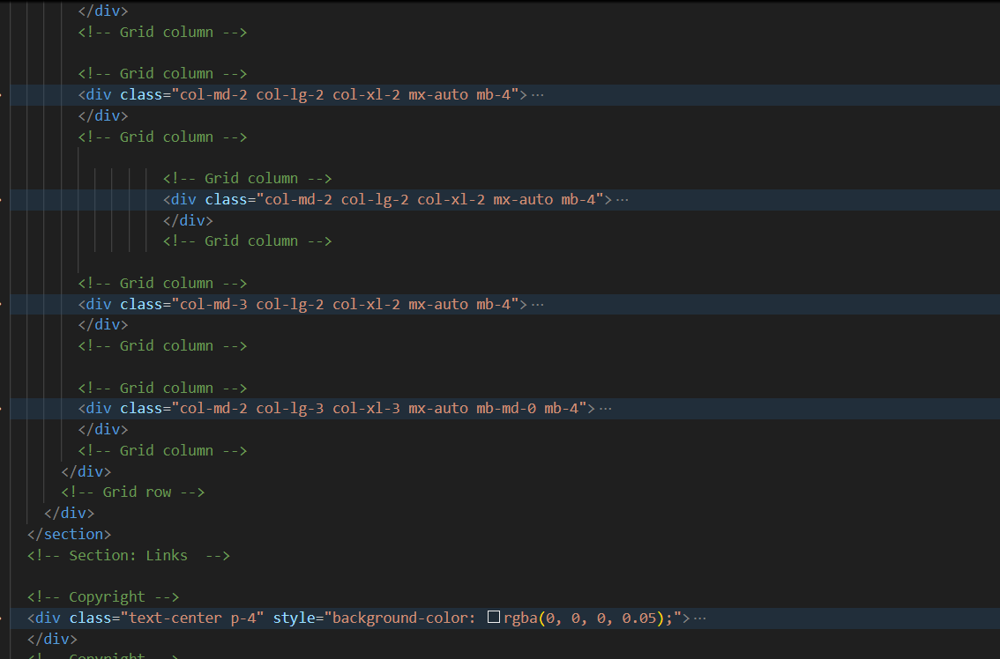 </div>
<!-- Grid column -->
<!-- Grid column -->
<div class="col-md-2 col-lg-2 col-xl-2 mx-auto mb-4">···
</div>
<!-- Grid column -->
<!-- Grid column -->
<div class="col-md-2 col-lg-2 col-xl-2 mx-auto mb-4">···
</div>
<!-- Grid column -->
<!-- Grid column -->
<div class="col-md-3 col-lg-2 col-xl-2 mx-auto mb-4">···
</div>
<!-- Grid column -->
<!-- Grid column -->
<div class="col-md-2 col-lg-3 col-xl-3 mx-auto mb-md-0 mb-4">···
</div>
<!-- Grid column -->
</div>
<!-- Grid row -->
</div>
</section>
<!-- Section: Links  -->
<!-- Copyright -->
<div class="text-center p-4" style="background-color: rgba(0, 0, 0, 0.05);">···
</div>
<!-- Copyright -->